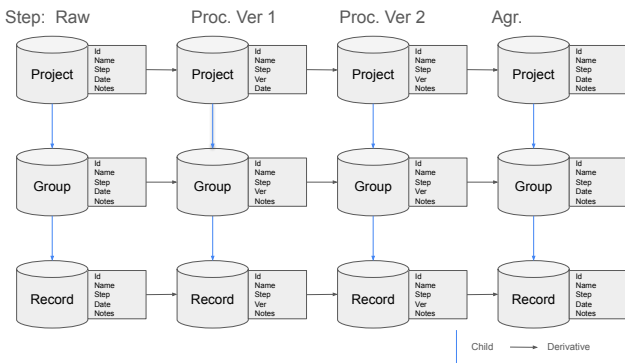 Step: Raw
Proc. Ver 1
Proc. Ver 2
Agr.
Project
Id
Name
Step
Date
Notes
Project
Id
Name
Step
Ver
Date
Project
Id
Name
Step
Ver
Notes
Project
Id
Name
Step
Date
Notes
Group
Id
Name
Step
Date
Notes
Group
Id
Name
Step
Ver
Notes
Group
Id
Name
Step
Ver
Notes
Group
Id
Name
Step
Date
Notes
Record
Id
Name
Step
Date
Notes
Record
Id
Name
Step
Ver
Notes
Record
Id
Name
Step
Ver
Notes
Record
Id
Name
Step
Date
Notes
Child
Derivative